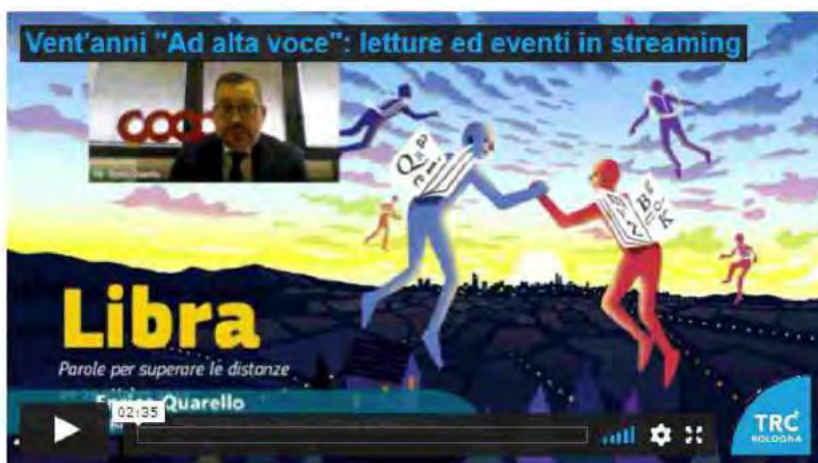 Vent'anni "Ad alta voce": letture ed eventi in streaming
coop
Libra
Parole per superare le distanze
Enrico Quarello
02:35
TRC
BOLOGNA